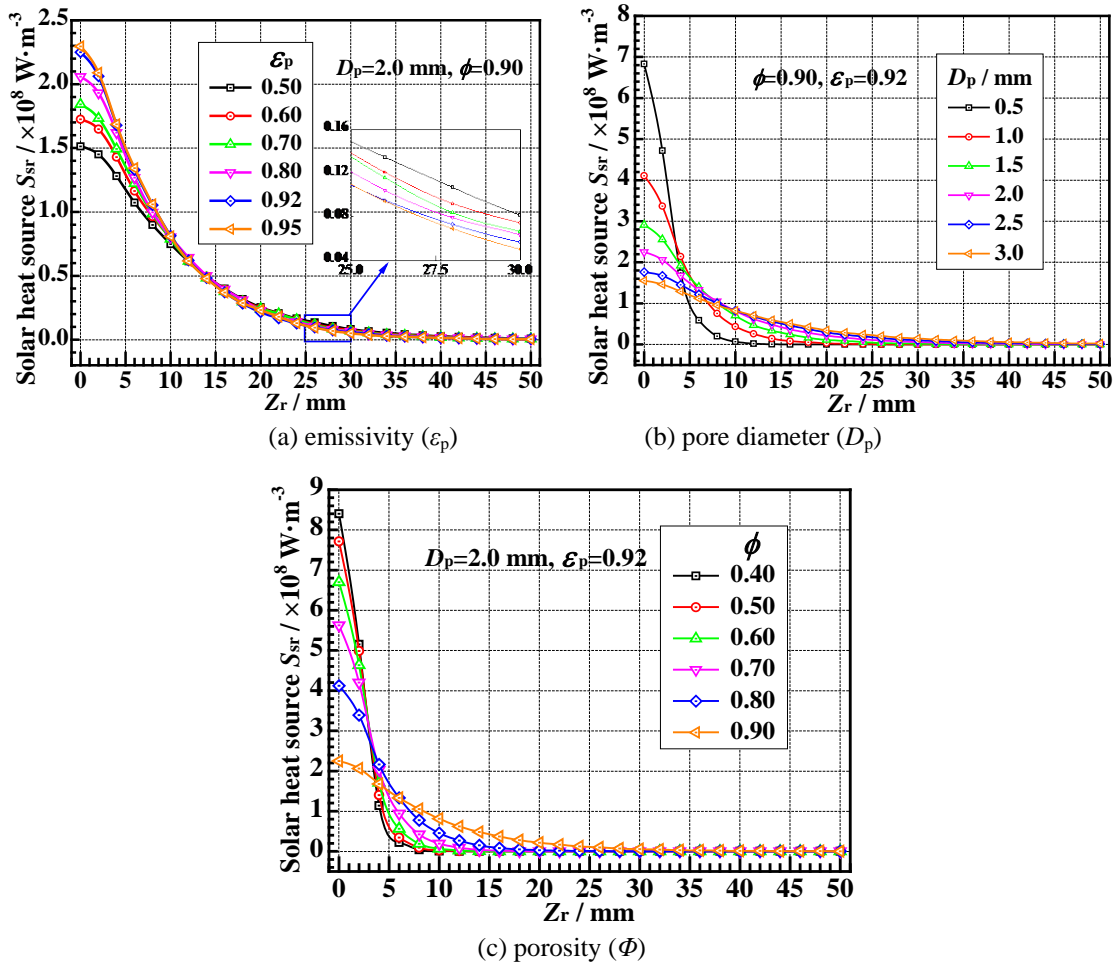 Solar heat source Ssr / ×10⁸ W·m⁻³
2.5
2.0
1.5
1.0
0.5
0.0
εp
0.50
0.60
0.70
0.80
0.92
0.95
Dp=2.0 mm, ϕ=0.90
0.16
0.12
0.08
0.04
25.0 27.5 30.0
0 5 10 15 20 25 30 35 40 45 50
Zr / mm
(a) emissivity (εp)
Solar heat source Ssr / ×10⁸ W·m⁻³
8
7
6
5
4
3
2
1
0
ϕ=0.90, εp=0.92
Dp / mm
0.5
1.0
1.5
2.0
2.5
3.0
0 5 10 15 20 25 30 35 40 45 50
Zr / mm
(b) pore diameter (Dp)
Solar heat source Ssr / ×10⁸ W·m⁻³
9
8
7
6
5
4
3
2
1
0
Dp=2.0 mm, εp=0.92
ϕ
0.40
0.50
0.60
0.70
0.80
0.90
0 5 10 15 20 25 30 35 40 45 50
Zr / mm
(c) porosity (Φ)